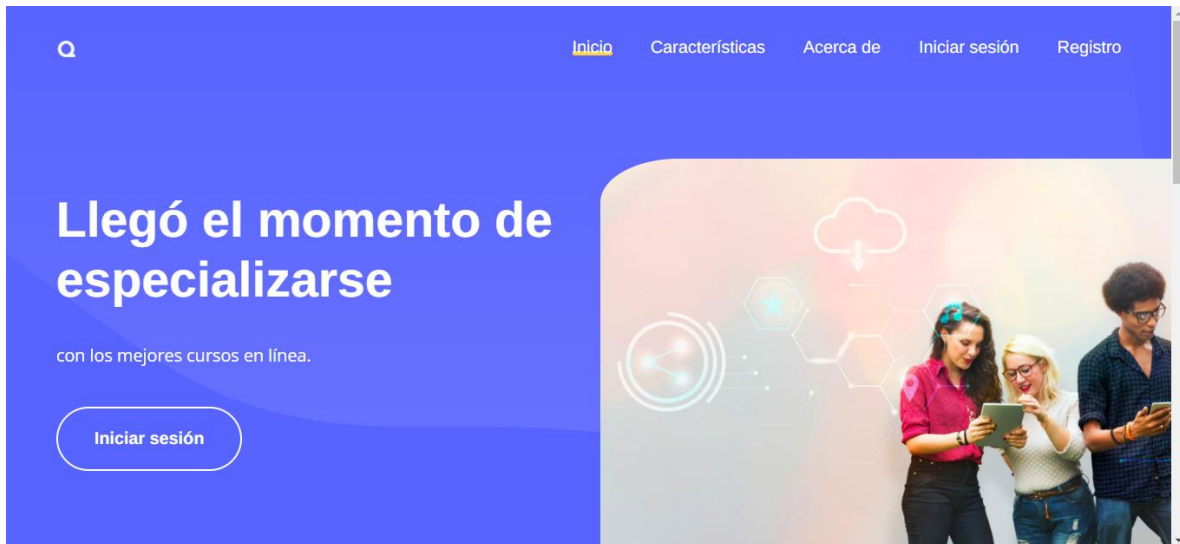 Inicio Características Acerca de Iniciar sesión Registro
Llegó el momento de
especializarse
con los mejores cursos en línea.
Iniciar sesión